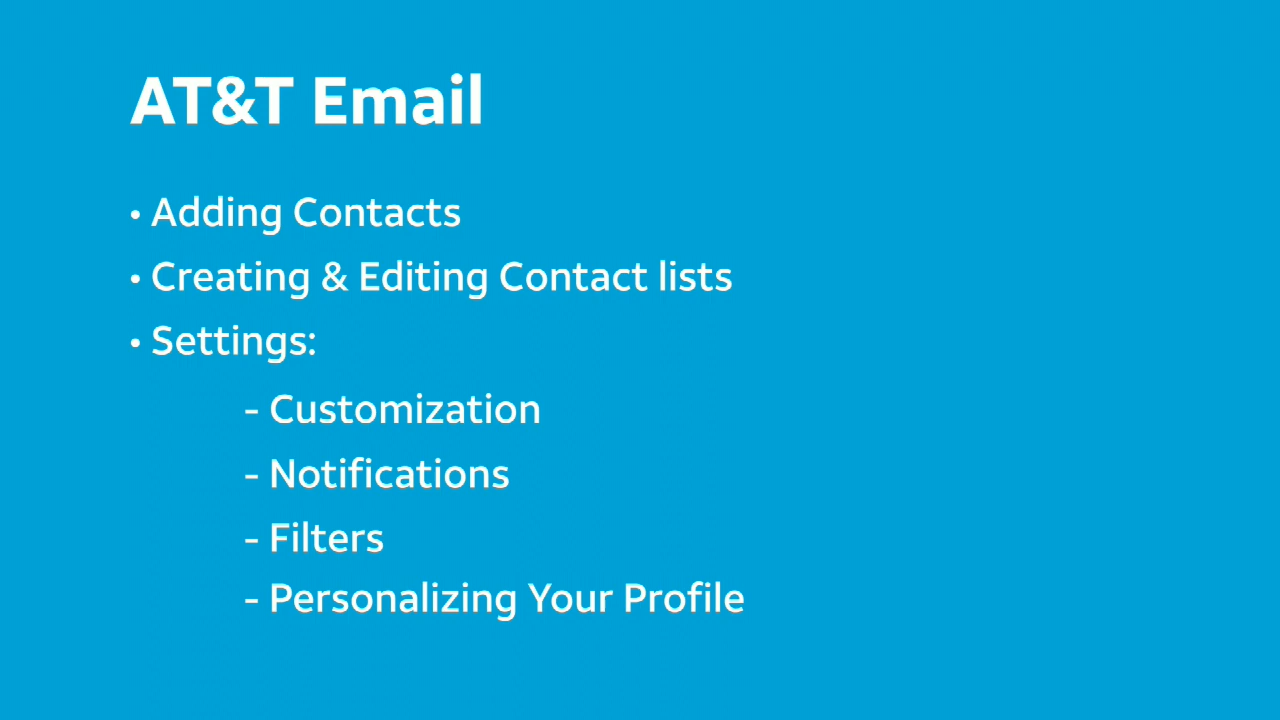 AT&T Email
• Adding Contacts
• Creating & Editing Contact lists
• Settings:
- Customization
- Notifications
- Filters
- Personalizing Your Profile